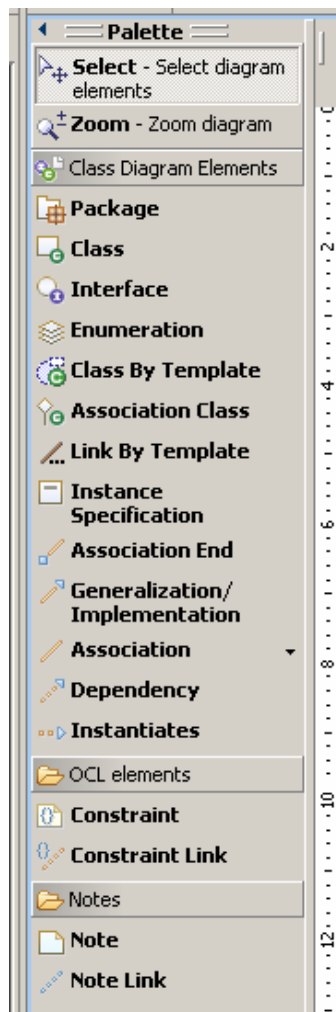 Palette
Select - Select diagram
elements
Zoom - Zoom diagram
Class Diagram Elements
Package
Class
Interface
Enumeration
Class By Template
Association Class
Link By Template
Instance
Specification
Association End
Generalization/
Implementation
Association
Dependency
Instantiates
OCL elements
Constraint
Constraint Link
Notes
Note
Note Link
0
2
4
6
8
10
12